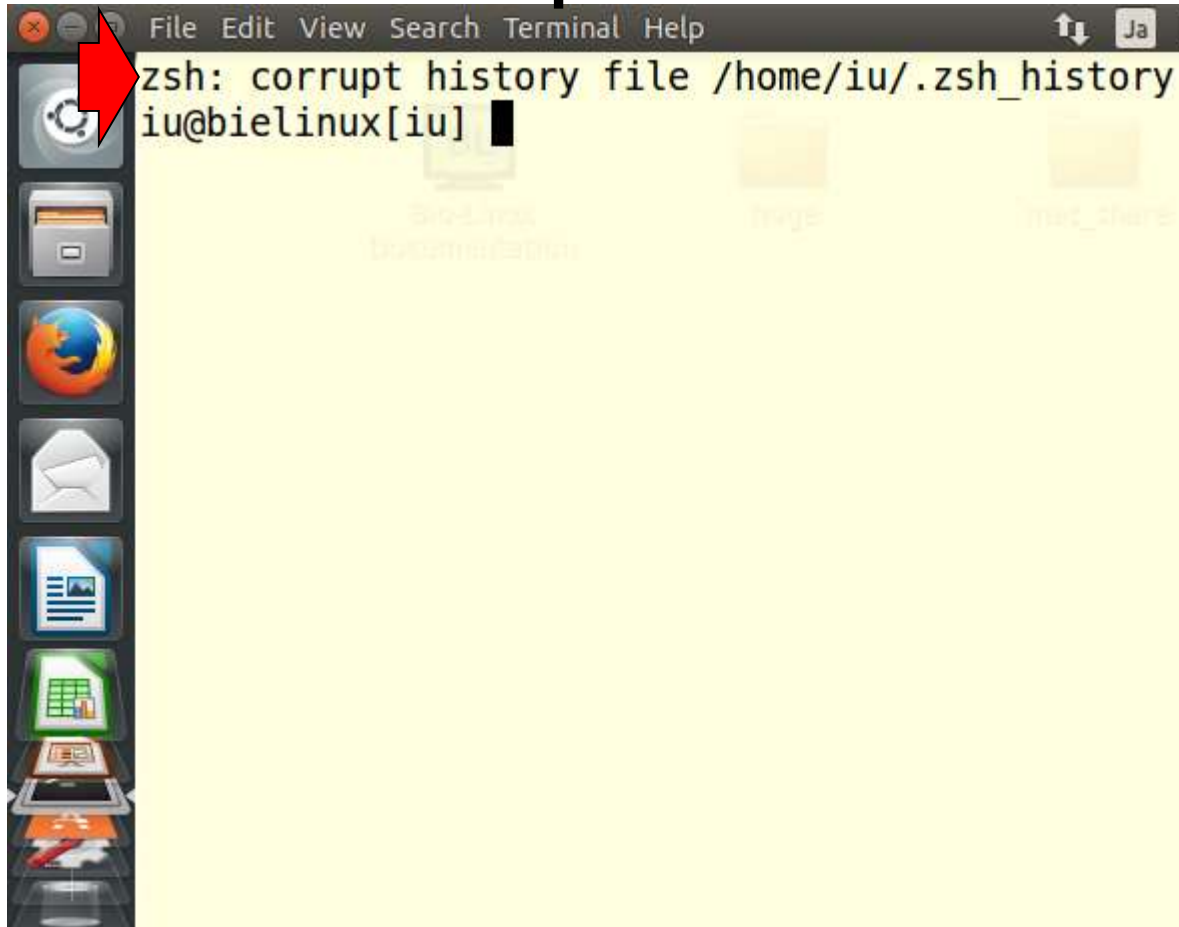 File Edit View Search Terminal Help Ja
zsh: corrupt history file /home/iu/.zsh_history
iu@bielinux[iu]